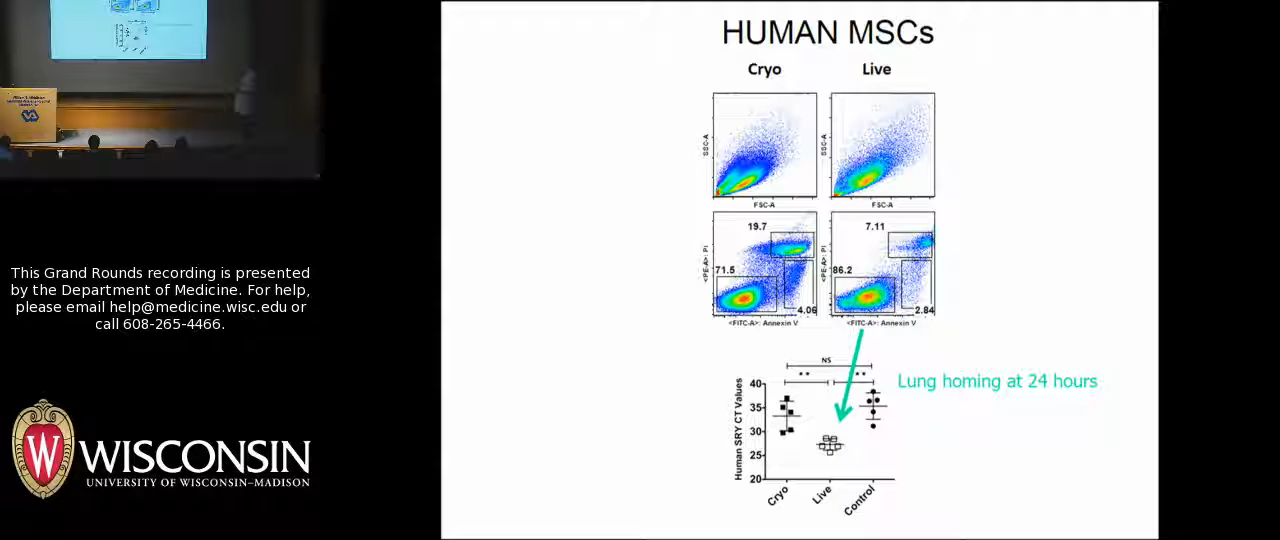 HUMAN MSCs
Cryo
Live
SSC-A
FSC-A
SSC-A
FSC-A
19.7
71.5
4.06
<PE-A>: PI
<FITC-A>: Annexin V
7.11
86.2
2.84
<PE-A>: PI
<FITC-A>: Annexin V
NS
**
**
Human SRY CT Values
40
35
30
25
20
Cryo
Live
Control
Lung homing at 24 hours
This Grand Rounds recording is presented
by the Department of Medicine. For help,
please email help@medicine.wisc.edu or
call 608-265-4466.
W
WISCONSIN
UNIVERSITY OF WISCONSIN–MADISON